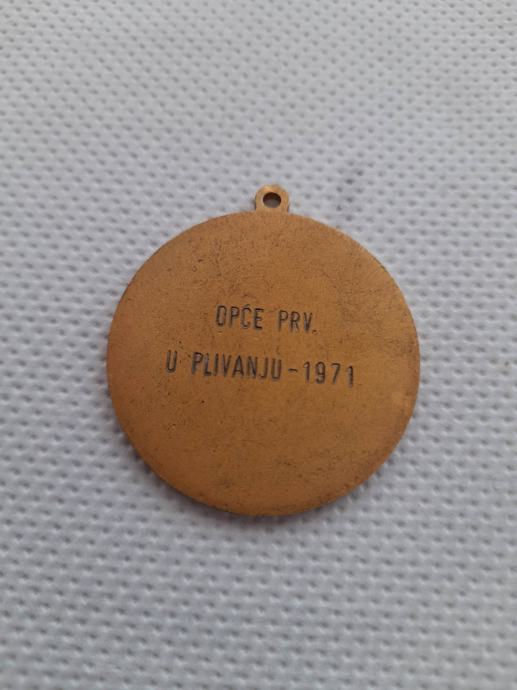 OPĆE PRV.
U PLIVANJU - 1971